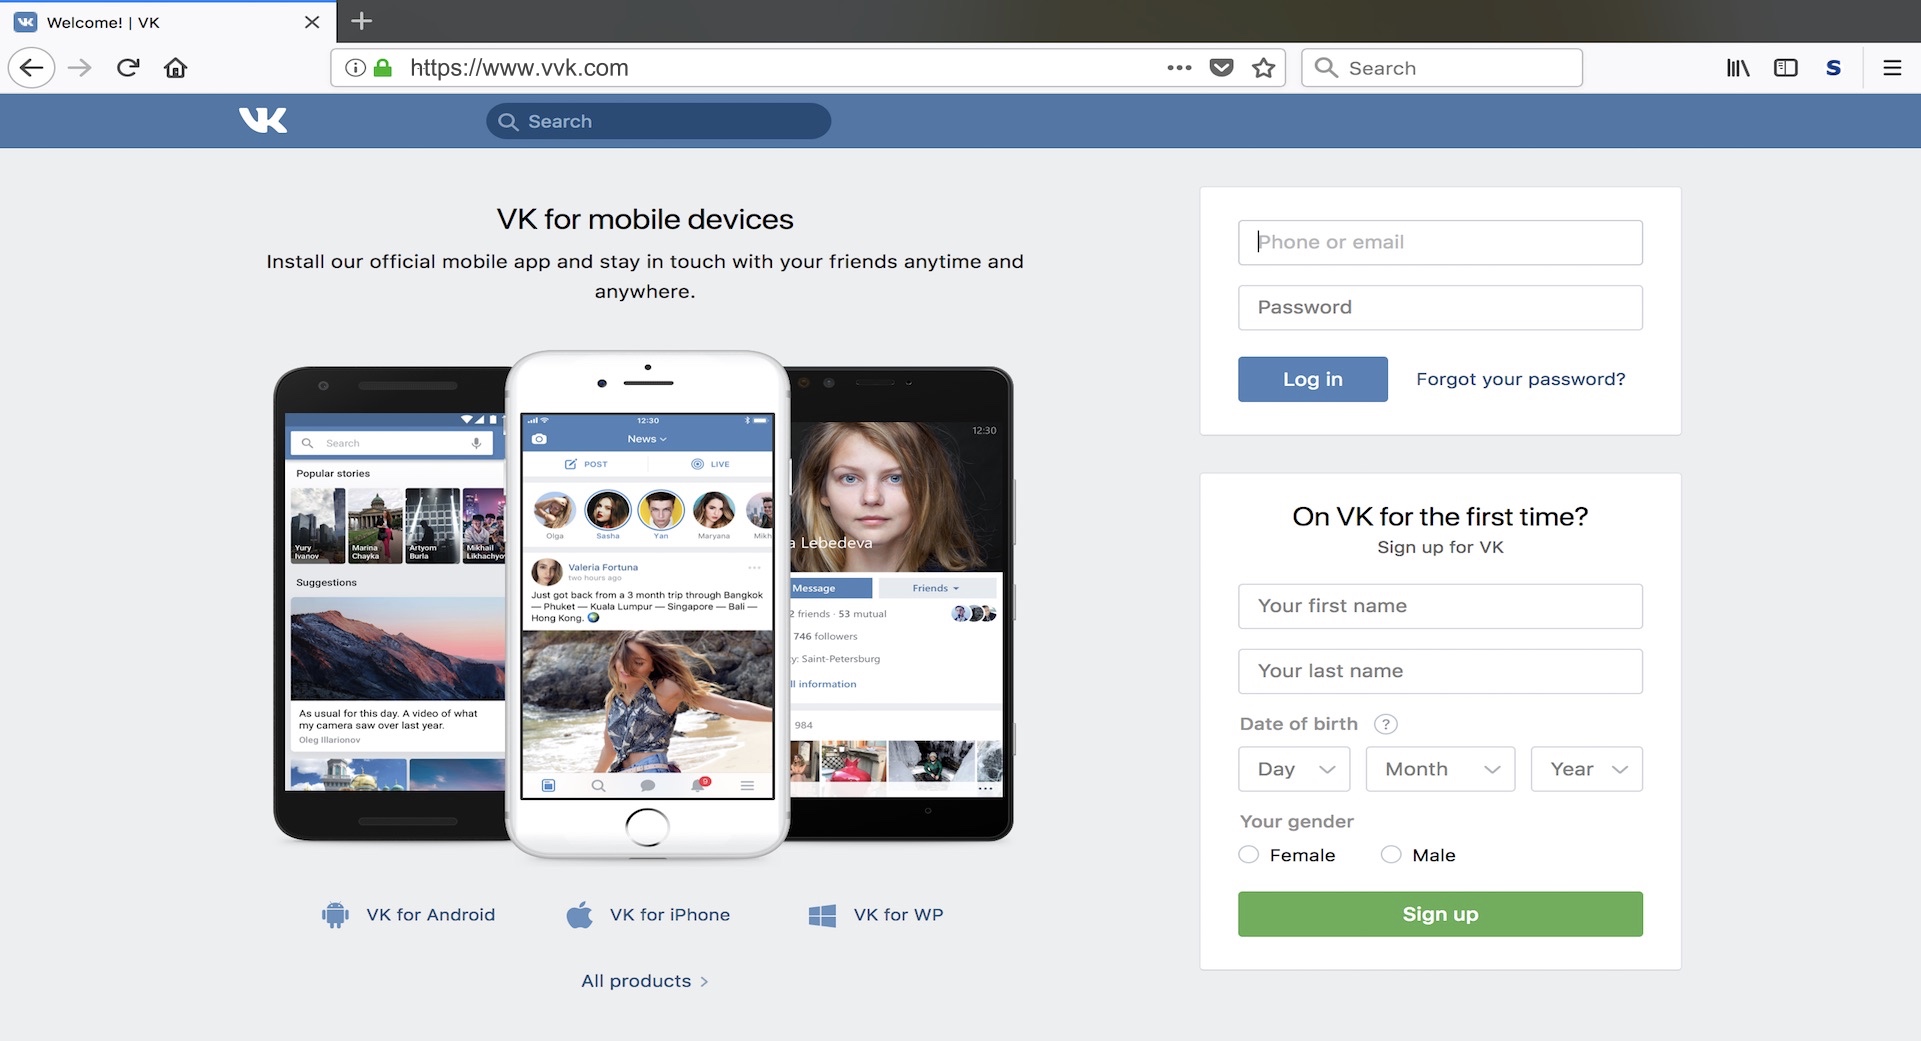 Welcome! | VK
https://www.vvk.com
Search
VK
Search
VK for mobile devices
Install our official mobile app and stay in touch with your friends anytime and
anywhere.
Search
Popular stories
Yury
Ivanov
Marina
Chayka
Artyom
Burla
Mikhail
Likhachyo
Suggestions
As usual for this day. A video of what
my camera saw over last year.
Oleg Illarionov
12:30
News
POST
LIVE
Olga
Sasha
Yan
Maryana
Mikh
Valeria Fortuna
two hours ago
Just got back from a 3 month trip through Bangkok
— Phuket — Kuala Lumpur — Singapore — Bali —
Hong Kong.
9
12:30
a Lebedeva
Message
Friends
2 friends · 53 mutual
746 followers
y: Saint-Petersburg
ll information
984
VK for Android
VK for iPhone
VK for WP
All products >
Phone or email
Password
Log in
Forgot your password?
On VK for the first time?
Sign up for VK
Your first name
Your last name
Date of birth ?
Day
Month
Year
Your gender
Female
Male
Sign up